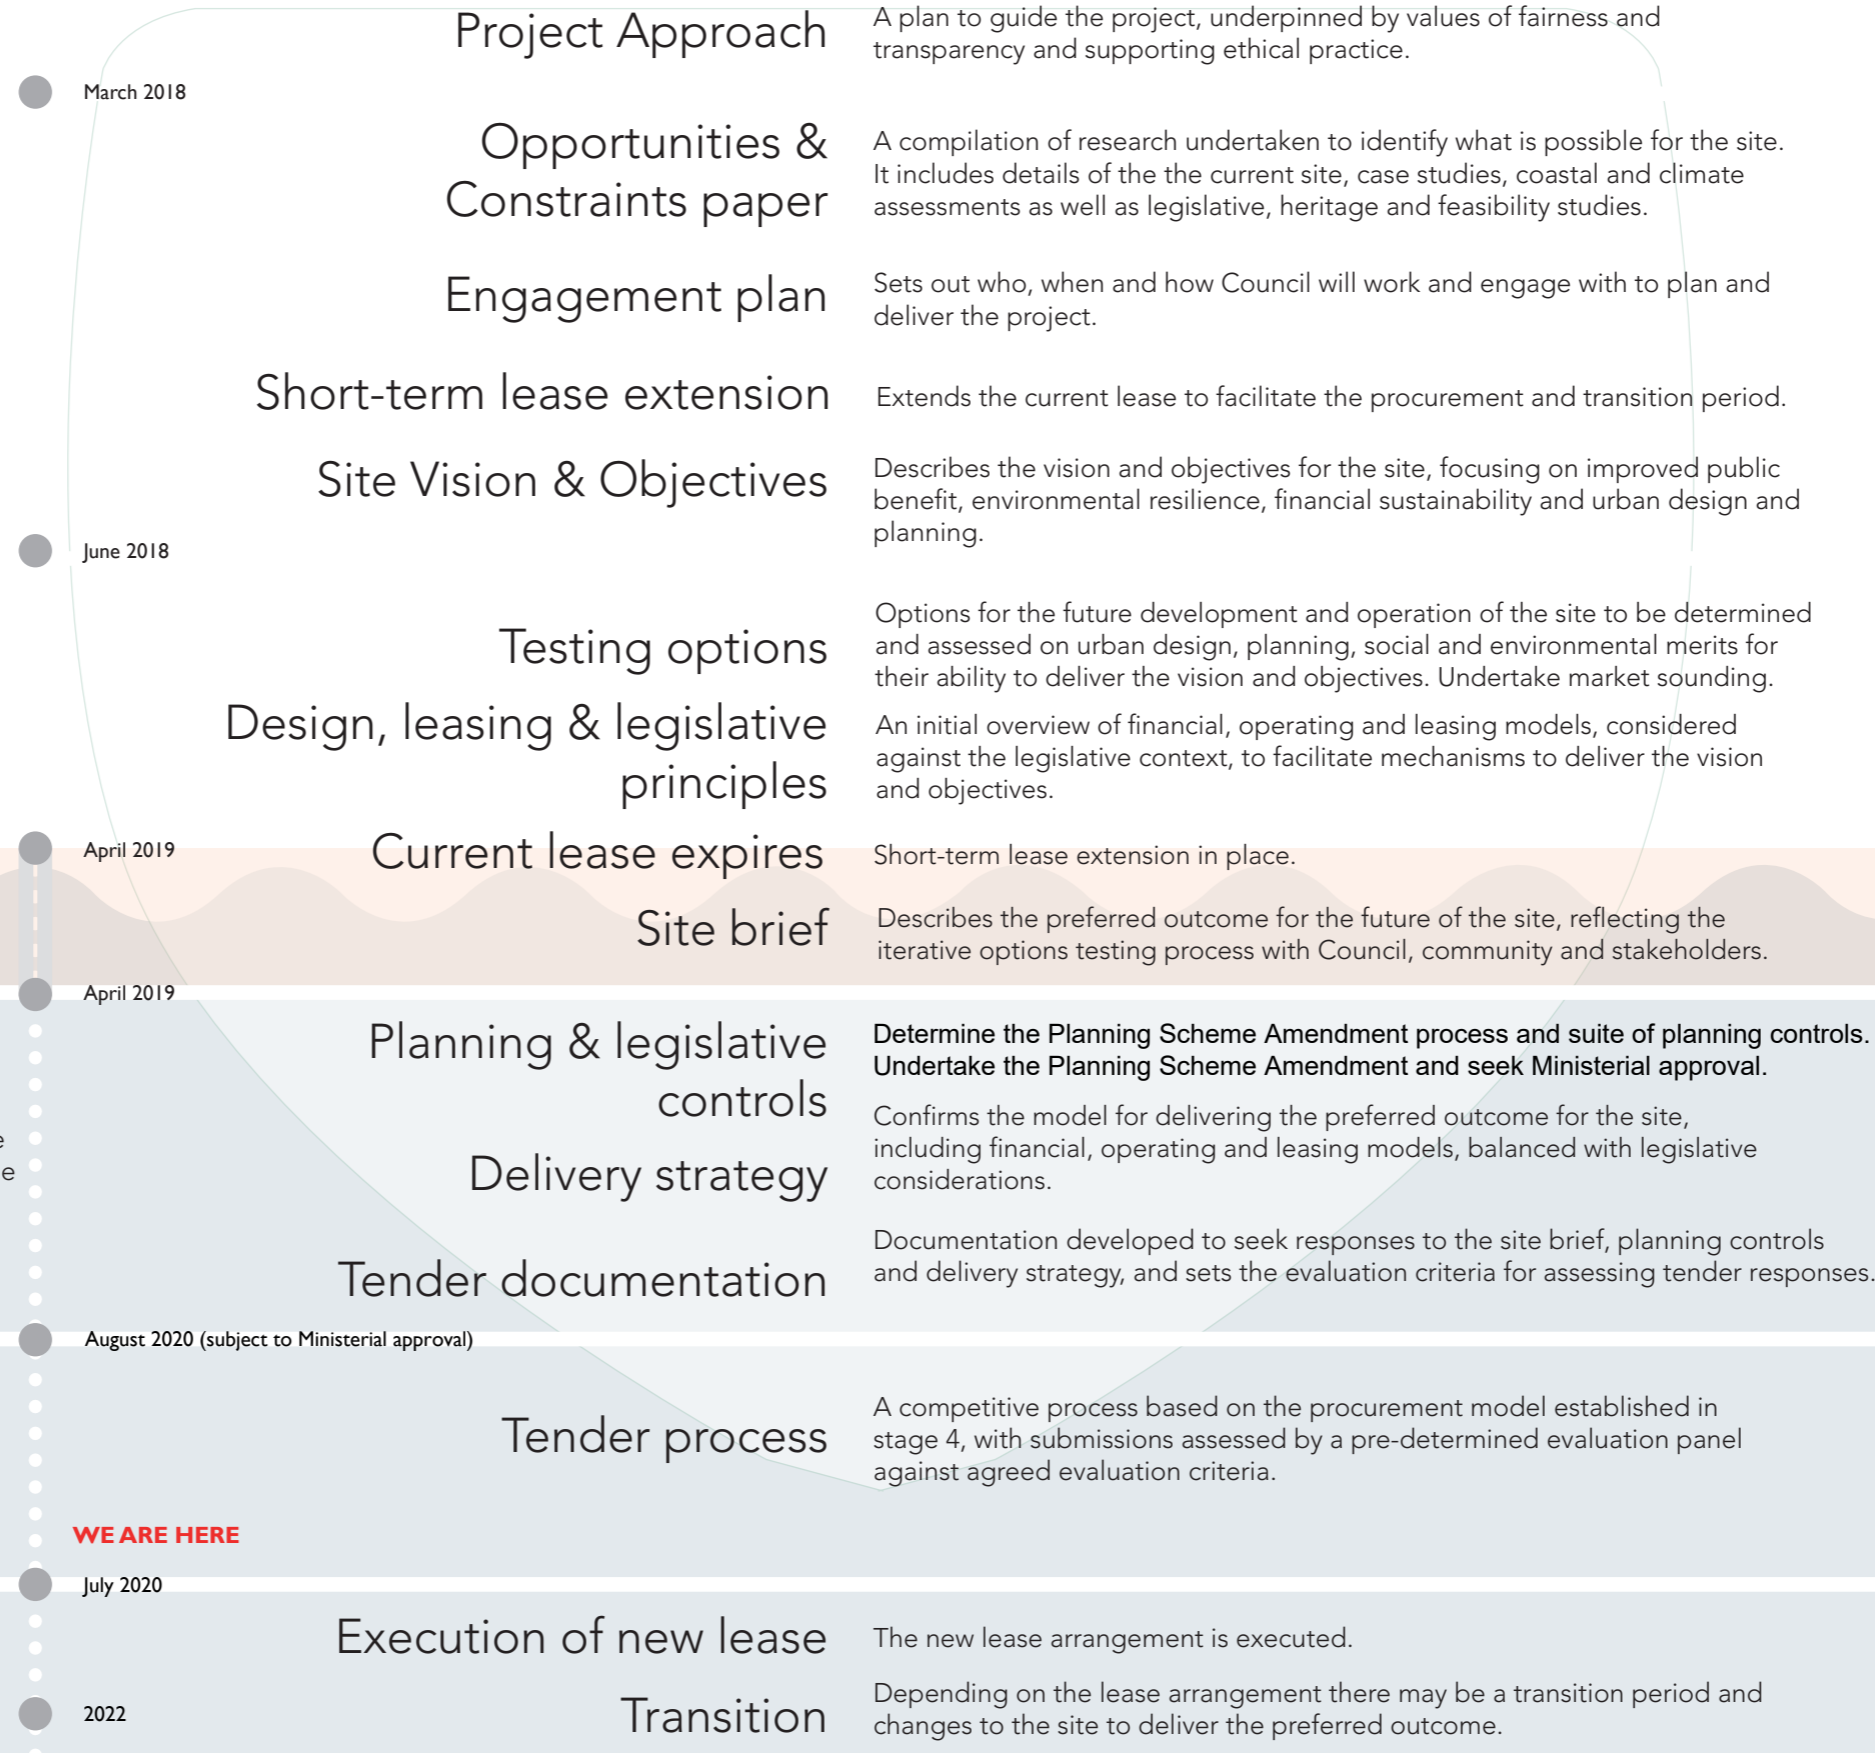 Project Approach
A plan to guide the project, underpinned by values of fairness and
transparency and supporting ethical practice.
March 2018
Opportunities &
Constraints paper
A compilation of research undertaken to identify what is possible for the site.
It includes details of the the current site, case studies, coastal and climate
assessments as well as legislative, heritage and feasibility studies.
Engagement plan
Sets out who, when and how Council will work and engage with to plan and
deliver the project.
Short-term lease extension
Extends the current lease to facilitate the procurement and transition period.
Site Vision & Objectives
Describes the vision and objectives for the site, focusing on improved public
benefit, environmental resilience, financial sustainability and urban design and
planning.
June 2018
Testing options
Options for the future development and operation of the site to be determined
and assessed on urban design, planning, social and environmental merits for
their ability to deliver the vision and objectives. Undertake market sounding.
Design, leasing & legislative
principles
An initial overview of financial, operating and leasing models, considered
against the legislative context, to facilitate mechanisms to deliver the vision
and objectives.
April 2019
Current lease expires
Short-term lease extension in place.
Site brief
Describes the preferred outcome for the future of the site, reflecting the
iterative options testing process with Council, community and stakeholders.
April 2019
Planning & legislative
controls
Determine the Planning Scheme Amendment process and suite of planning controls.
Undertake the Planning Scheme Amendment and seek Ministerial approval.
Delivery strategy
Confirms the model for delivering the preferred outcome for the site,
including financial, operating and leasing models, balanced with legislative
considerations.
Tender documentation
Documentation developed to seek responses to the site brief, planning controls
and delivery strategy, and sets the evaluation criteria for assessing tender responses.
August 2020 (subject to Ministerial approval)
Tender process
A competitive process based on the procurement model established in
stage 4, with submissions assessed by a pre-determined evaluation panel
against agreed evaluation criteria.
WE ARE HERE
July 2020
Execution of new lease
The new lease arrangement is executed.
2022
Transition
Depending on the lease arrangement there may be a transition period and
changes to the site to deliver the preferred outcome.